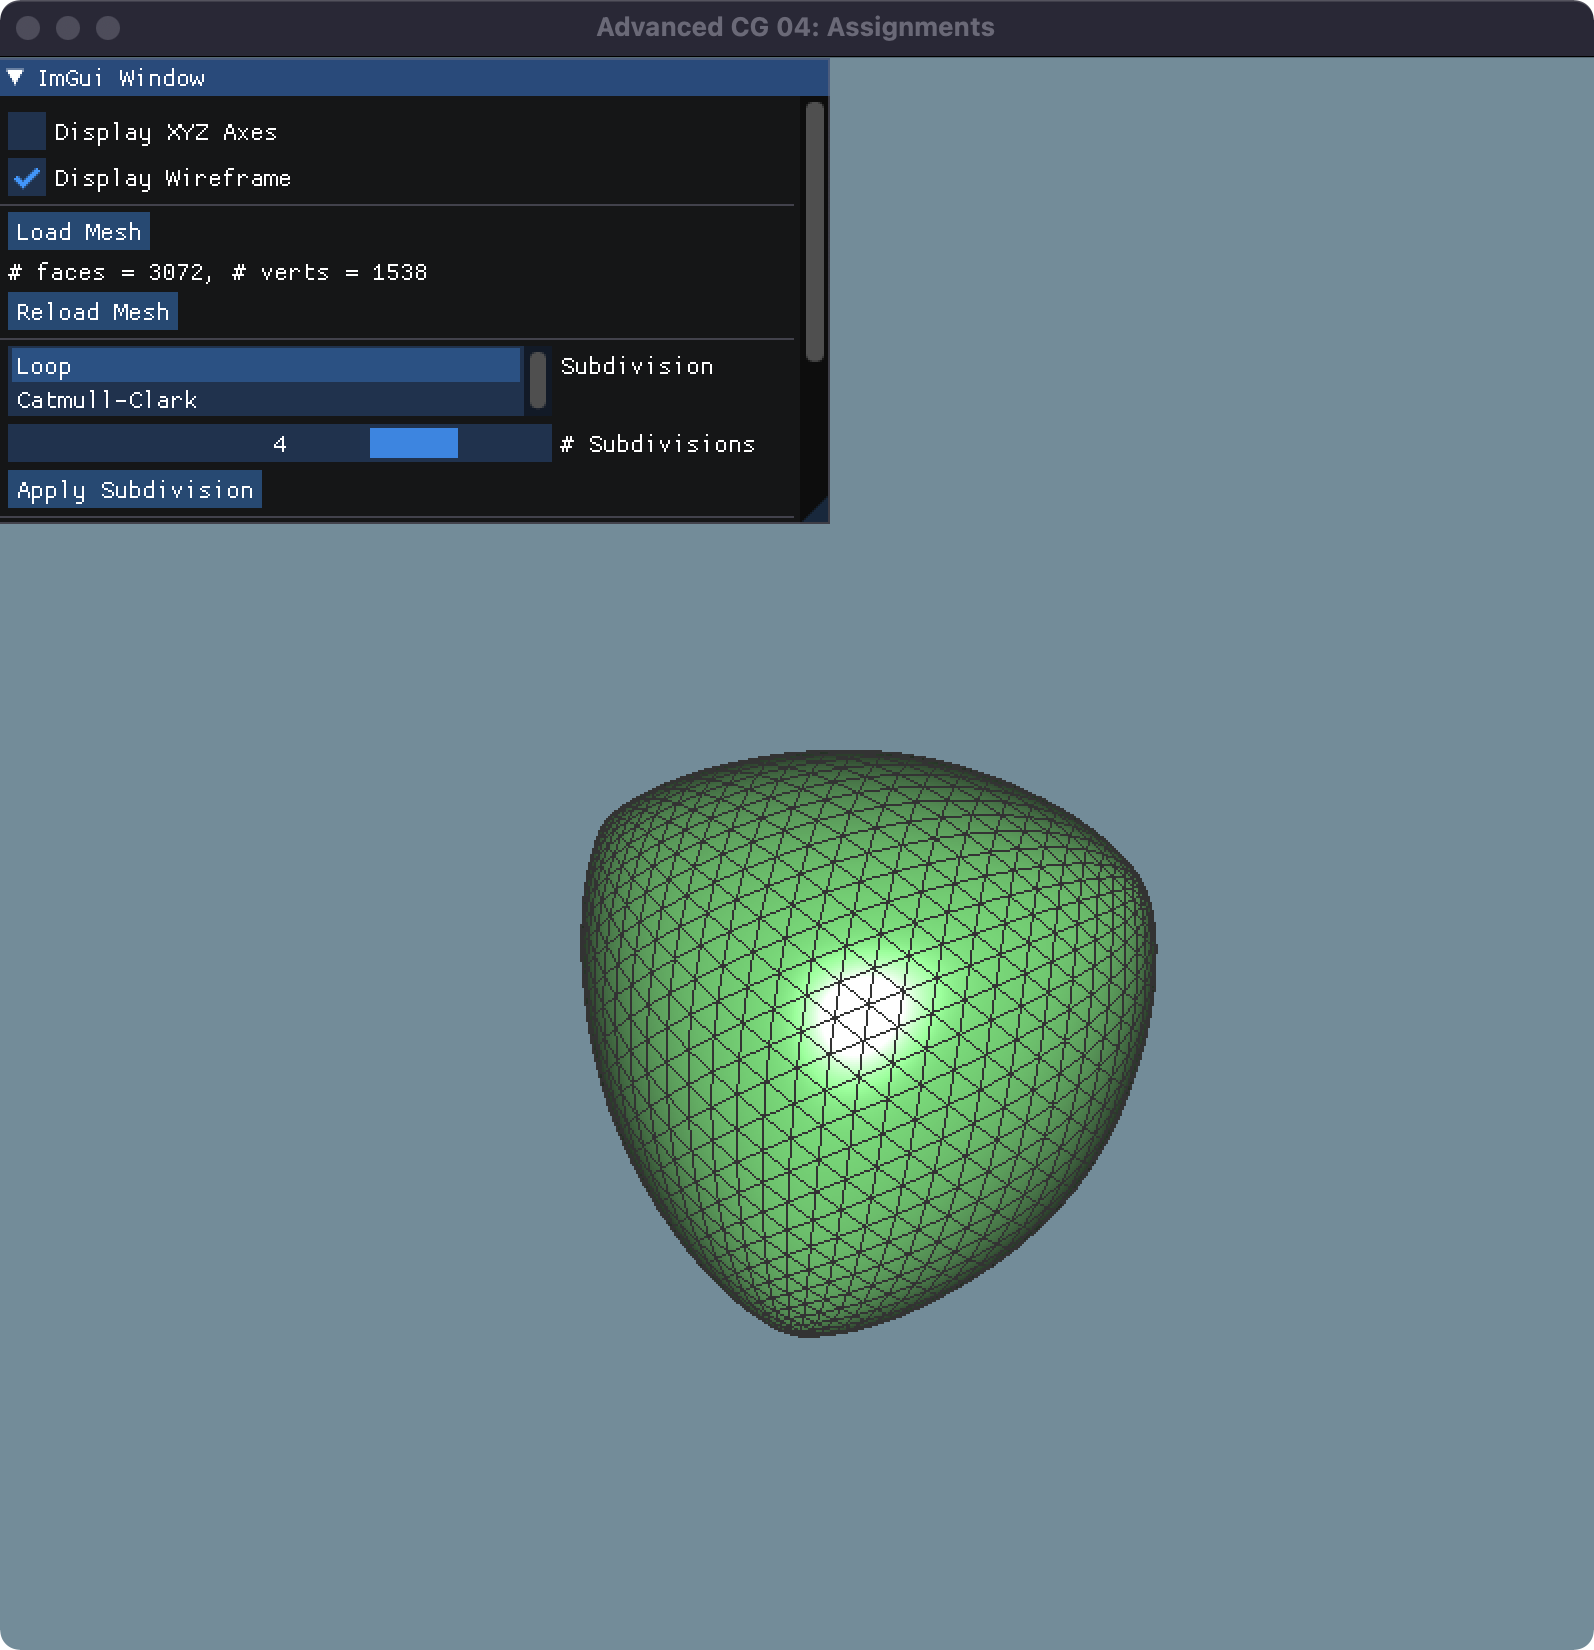 Advanced CG 04: Assignments
ImGui Window
Display XYZ Axes
Display Wireframe
Load Mesh
# faces = 3072, # verts = 1538
Reload Mesh
Loop
Subdivision
Catmull-Clark
4 # Subdivisions
Apply Subdivision